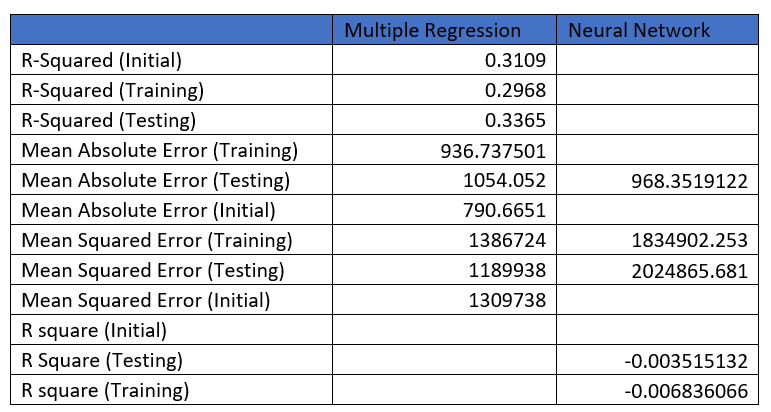 Multiple Regression Neural Network
R-Squared (Initial) 0.3109
R-Squared (Training) 0.2968
R-Squared (Testing) 0.3365
Mean Absolute Error (Training) 936.737501
Mean Absolute Error (Testing) 1054.052 968.3519122
Mean Absolute Error (Initial) 790.6651
Mean Squared Error (Training) 1386724 1834902.253
Mean Squared Error (Testing) 1189938 2024865.681
Mean Squared Error (Initial) 1309738
R square (Initial)
R Square (Testing) -0.003515132
R square (Training) -0.006836066